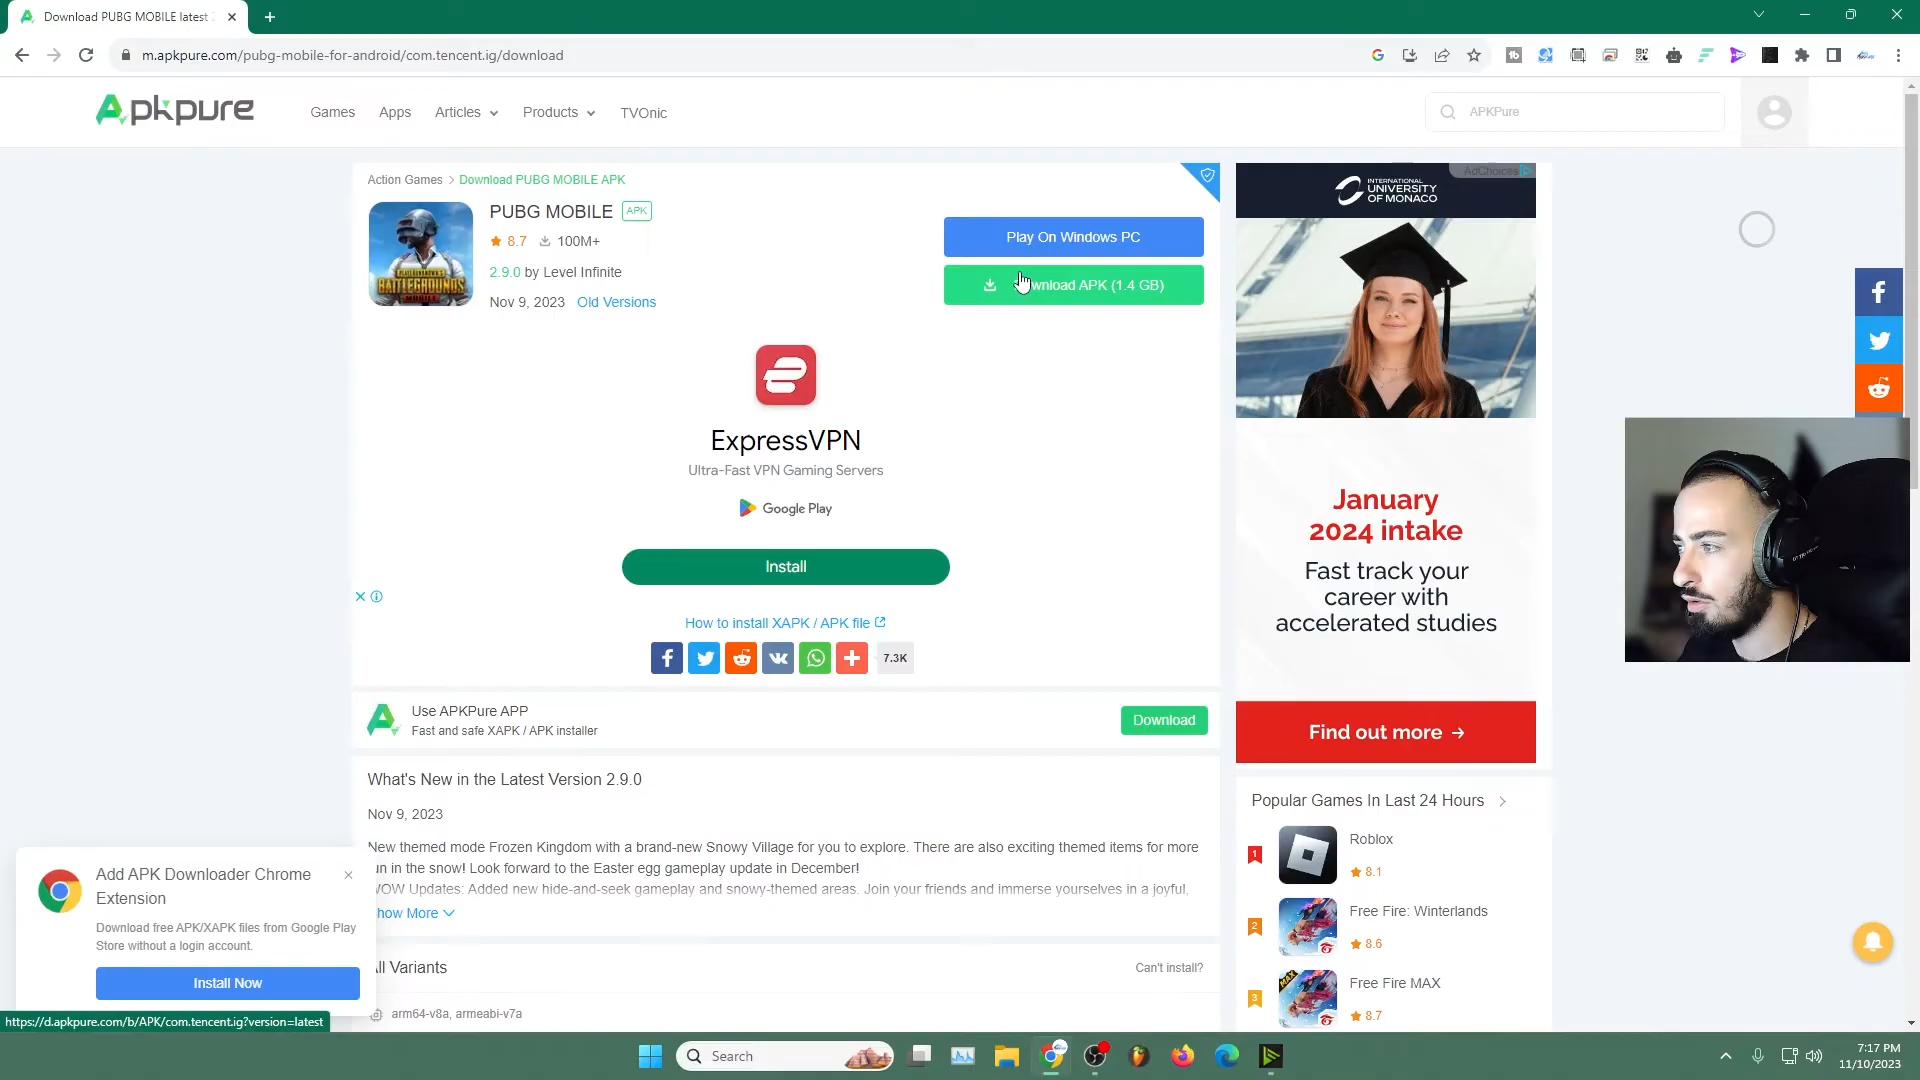 Download PUBG MOBILE latest
m.apkpure.com/pubg-mobile-for-android/com.tencent.ig/download
Apkpure
Games
Apps
Articles
Products
TVOnic
APKPure
Action Games > Download PUBG MOBILE APK
PUBG MOBILE APK
8.7 100M+
2.9.0 by Level Infinite
Nov 9, 2023 Old Versions
BATTLEGROUNDS
Play On Windows PC
wnload APK (1.4 GB)
ExpressVPN
Ultra-Fast VPN Gaming Servers
Google Play
Install
How to install XAPK / APK file
7.3K
Use APKPure APP
Fast and safe XAPK / APK installer
Download
What's New in the Latest Version 2.9.0
Nov 9, 2023
New themed mode Frozen Kingdom with a brand-new Snowy Village for you to explore. There are also exciting themed items for more
un in the snow! Look forward to the Easter egg gameplay update in December!
WOW Updates: Added new hide-and-seek gameplay and snowy-themed areas. Join your friends and immerse yourselves in a joyful,
how More
ll Variants
Can't install?
arm64-v8a, armeabi-v7a
AdChoices
INTERNATIONAL
UNIVERSITY
OF MONACO
January
2024 intake
Fast track your
career with
accelerated studies
Find out more →
Popular Games In Last 24 Hours
1
Roblox
8.1
2
Free Fire: Winterlands
8.6
3
MAX
Free Fire MAX
8.7
Add APK Downloader Chrome
Extension
Download free APK/XAPK files from Google Play
Store without a login account.
Install Now
https://d.apkpure.com/b/APK/com.tencent.ig?version=latest
Search
7:17 PM
11/10/2023